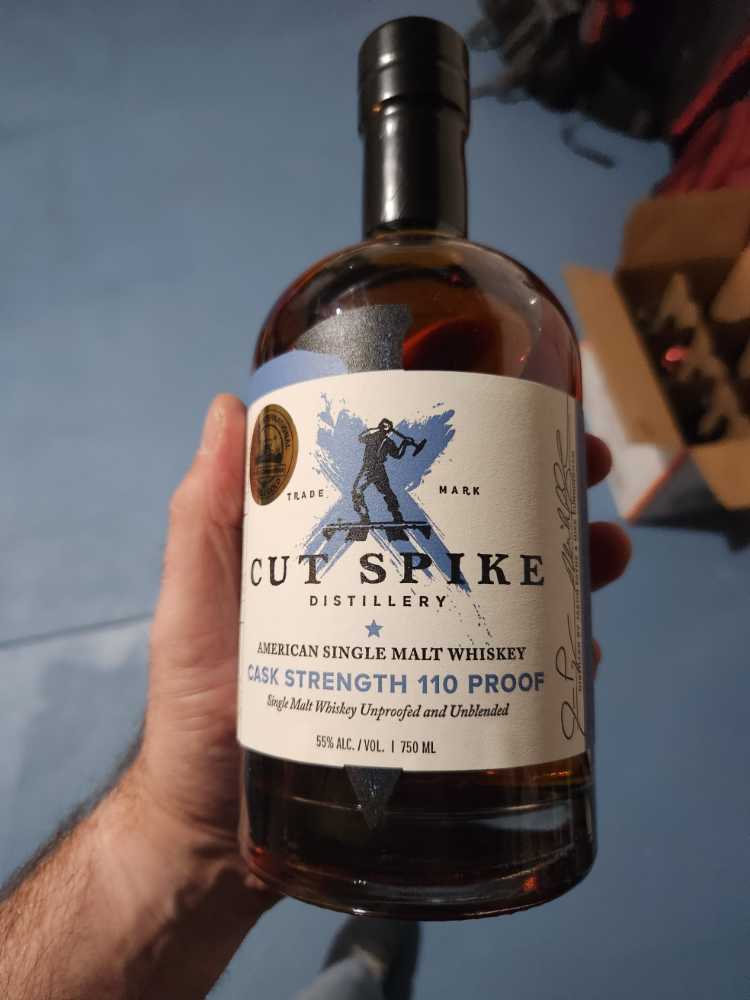 TRADE MARK
CUT SPIKE
DISTILLERY
AMERICAN SINGLE MALT WHISKEY
CASK STRENGTH 110 PROOF
Single Malt Whiskey Unproofed and Unblended
55% ALC. / VOL. | 750 ML